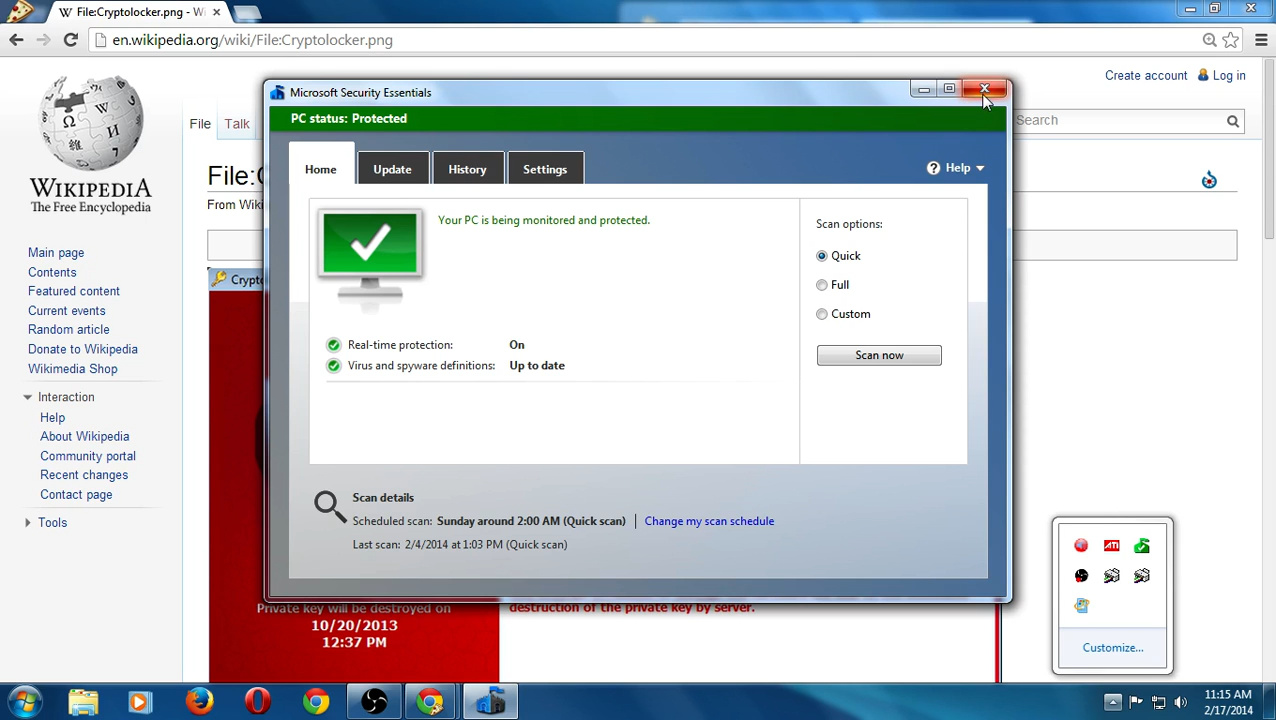 File:Cryptolocker.png - Wi
en.wikipedia.org/wiki/File:Cryptolocker.png
Create account
Log in
File
Talk
Search
WIKIPEDIA
The Free Encyclopedia
File:
From Wiki
Main page
Contents
Featured content
Current events
Random article
Donate to Wikipedia
Wikimedia Shop
Interaction
Help
About Wikipedia
Community portal
Recent changes
Contact page
Tools
Crypto
Microsoft Security Essentials
PC status: Protected
Home
Update
History
Settings
Help
Your PC is being monitored and protected.
Real-time protection: On
Virus and spyware definitions: Up to date
Scan options:
Quick
Full
Custom
Scan now
Scan details
Scheduled scan: Sunday around 2:00 AM (Quick scan) | Change my scan schedule
Last scan: 2/4/2014 at 1:03 PM (Quick scan)
Private key will be destroyed on
10/20/2013
12:37 PM
destruction of the private key by server.
ATI
Customize...
11:15 AM
2/17/2014